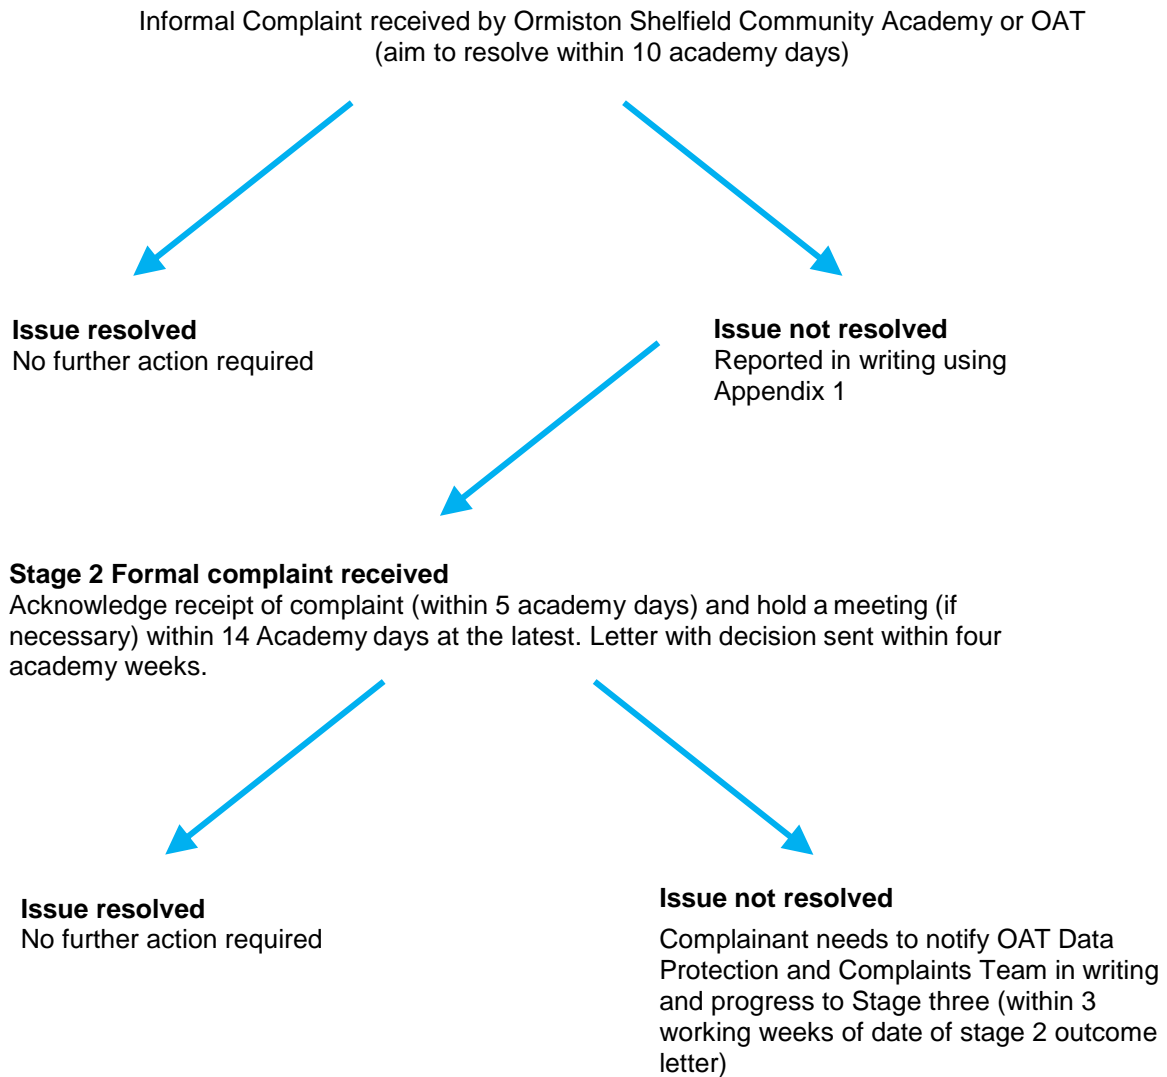 Informal Complaint received by Ormiston Shelfield Community Academy or OAT
(aim to resolve within 10 academy days)
Issue resolved
No further action required
Issue not resolved
Reported in writing using
Appendix 1
Stage 2 Formal complaint received
Acknowledge receipt of complaint (within 5 academy days) and hold a meeting (if
necessary) within 14 Academy days at the latest. Letter with decision sent within four
academy weeks.
Issue resolved
No further action required
Issue not resolved
Complainant needs to notify OAT Data
Protection and Complaints Team in writing
and progress to Stage three (within 3
working weeks of date of stage 2 outcome
letter)